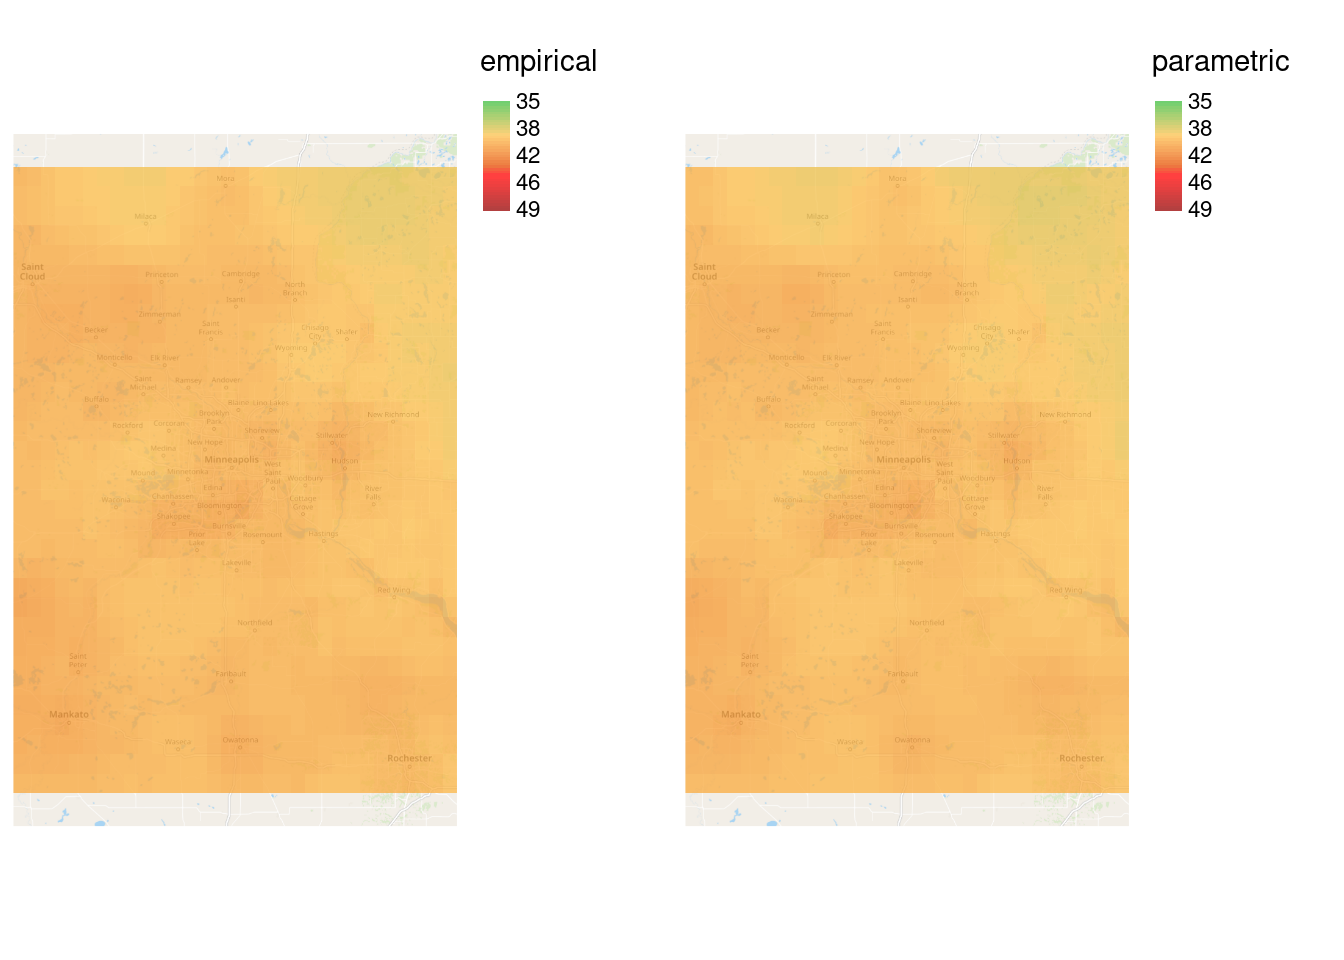 empirical
35
38
42
46
49
Mora
Milaca
Saint
Cloud
Princeton
Cambridge
North
Branch
Isanti
Zimmerman
Saint
Francis
Becker
Chisago
City
Shafer
Wyoming
Monticello
Elk River
Saint
Michael
Ramsey
Andover
Buffalo
Blaine
Lino Lakes
Brooklyn
Park
New Richmond
Rockford
Corcoran
Shoreview
Stillwater
New Hope
Medina
Minneapolis
Hudson
West
Saint
Paul
Mound
Minnetonka
Woodbury
Edina
River
Falls
Waconia
Chanhassen
Cottage
Grove
Bloomington
Shakopee
Burnsville
Prior
Lake
Rosemount
Hastings
Lakeville
Red Wing
Northfield
Saint
Peter
Faribault
Mankato
Waseca
Owatonna
Rochester
parametric
35
38
42
46
49
Mora
Milaca
Saint
Cloud
Princeton
Cambridge
North
Branch
Isanti
Zimmerman
Saint
Francis
Becker
Chisago
City
Shafer
Wyoming
Monticello
Elk River
Saint
Michael
Ramsey
Andover
Buffalo
Blaine
Lino Lakes
Brooklyn
Park
New Richmond
Rockford
Corcoran
Shoreview
Stillwater
New Hope
Medina
Minneapolis
Hudson
West
Saint
Paul
Mound
Minnetonka
Woodbury
Edina
River
Falls
Waconia
Chanhassen
Cottage
Grove
Bloomington
Shakopee
Burnsville
Prior
Lake
Rosemount
Hastings
Lakeville
Red Wing
Northfield
Saint
Peter
Faribault
Mankato
Waseca
Owatonna
Rochester